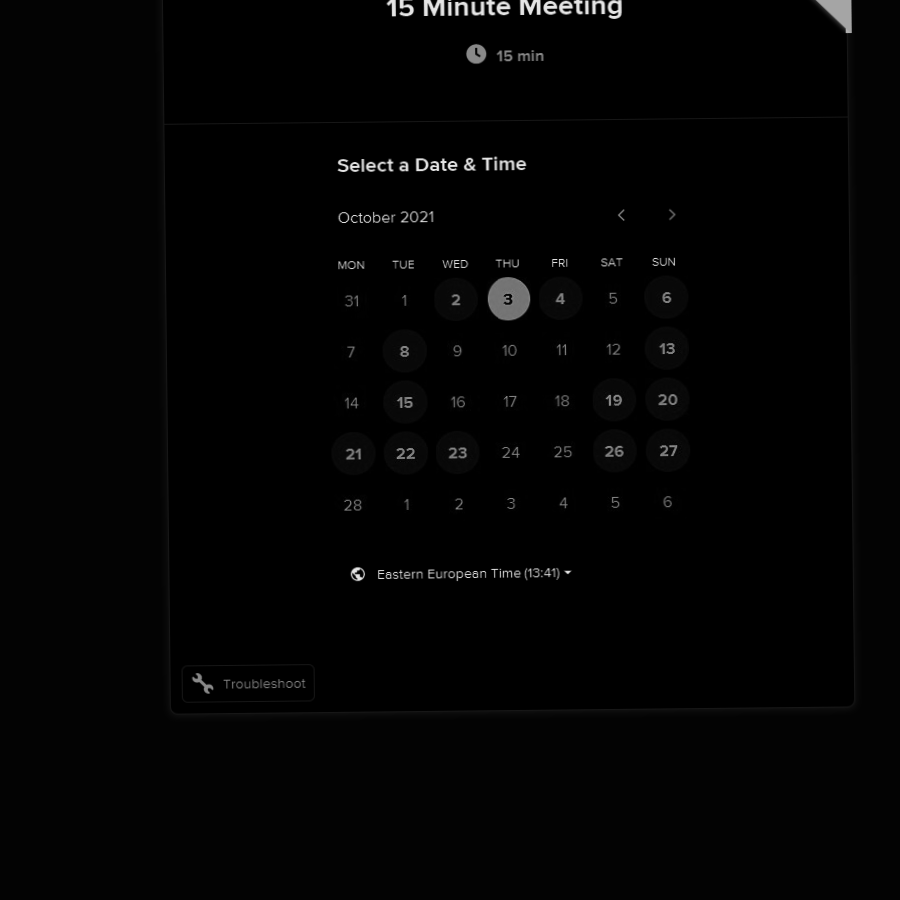 15 Minute Meeting
15 min
Select a Date & Time
October 2021
MON TUE WED THU FRI SAT SUN
31 1 2 3 4 5 6
7 8 9 10 11 12 13
14 15 16 17 18 19 20
21 22 23 24 25 26 27
28 1 2 3 4 5 6
Eastern European Time (13:41)
Troubleshoot